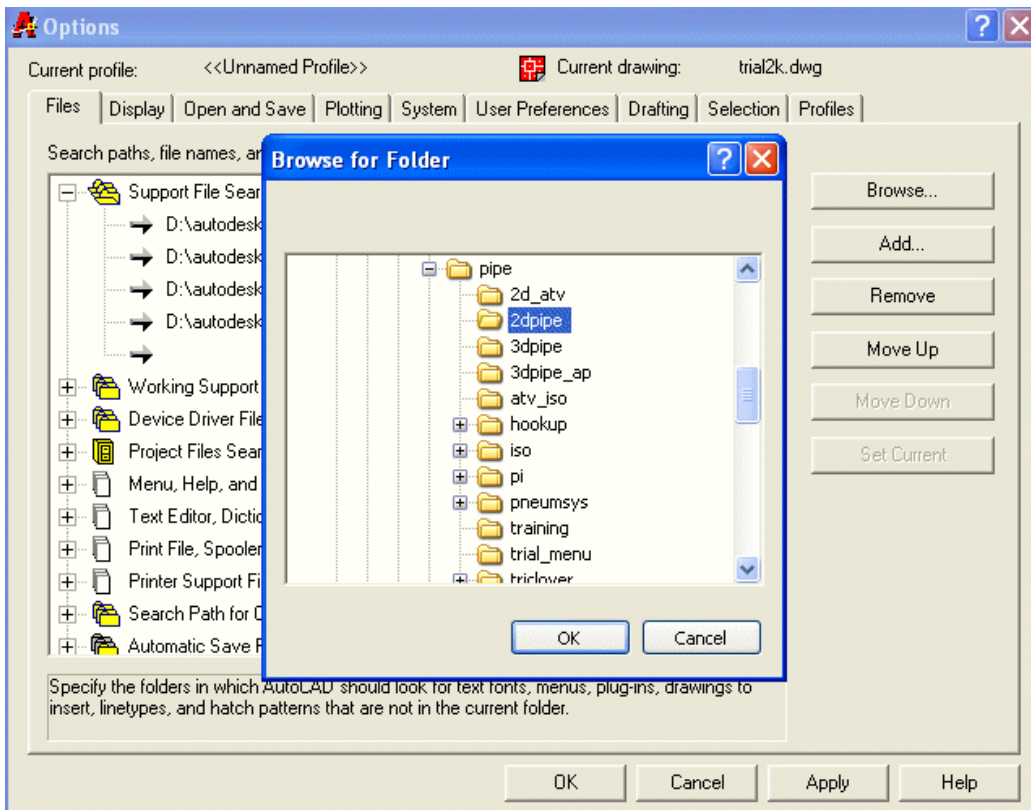 Options
Current profile: <<Unnamed Profile>> Current drawing: trial2k.dwg
Files Display Open and Save Plotting System User Preferences Drafting Selection Profiles
Search paths, file names, ar
Support File Sear
D:\autodesk
D:\autodesk
D:\autodesk
D:\autodesk
Working Support
Device Driver File
Project Files Sear
Menu, Help, and
Text Editor, Dictio
Print File, Spooler
Printer Support Fi
Search Path for
Automatic Save F
Browse for Folder
pipe
2d_atv
2dpipe
3dpipe
3dpipe_ap
atv_iso
hookup
iso
pi
pneumsys
training
trial_menu
triclover
OK Cancel
Browse...
Add...
Remove
Move Up
Move Down
Set Current
Specify the folders in which AutoCAD should look for text fonts, menus, plug-ins, drawings to
insert, linetypes, and hatch patterns that are not in the current folder.
OK Cancel Apply Help